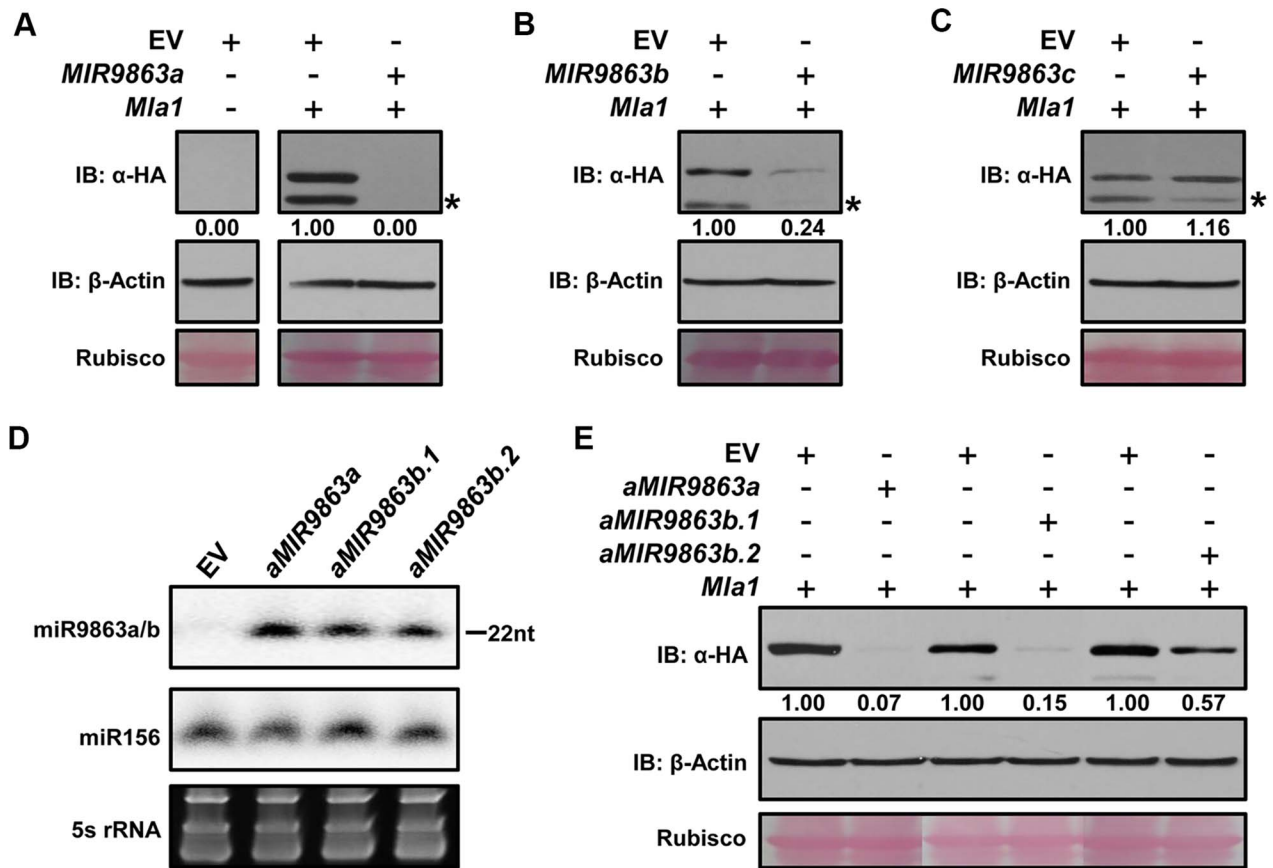 A
EV + + -
MIR9863a - - +
Mla1 - + +
IB: α-HA
*
0.00 1.00 0.00
IB: β-Actin
Rubisco
B
EV + -
MIR9863b - +
Mla1 + +
IB: α-HA
*
1.00 0.24
IB: β-Actin
Rubisco
C
EV + -
MIR9863c - +
Mla1 + +
IB: α-HA
*
1.00 1.16
IB: β-Actin
Rubisco
D
EV aMIR9863a aMIR9863b.1 aMIR9863b.2
miR9863a/b
—22nt
miR156
5s rRNA
E
EV + - + - + -
aMIR9863a - + - - - -
aMIR9863b.1 - - - + - -
aMIR9863b.2 - - - - - +
Mla1 + + + + + +
IB: α-HA
1.00 0.07 1.00 0.15 1.00 0.57
IB: β-Actin
Rubisco